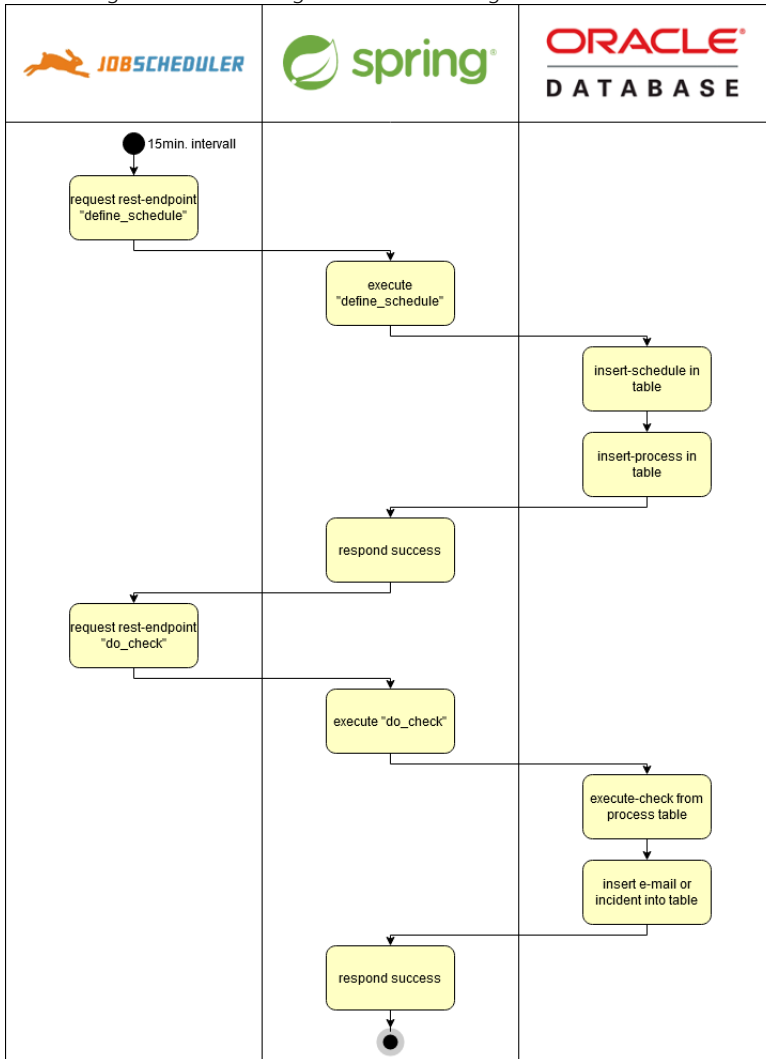 JOBSCHEDULER
spring®
ORACLE®
DATABASE
15min. intervall
request rest-endpoint
"define_schedule"
execute
"define_schedule"
insert-schedule in
table
insert-process in
table
respond success
request rest-endpoint
"do_check"
execute "do_check"
execute-check from
process table
insert e-mail or
incident into table
respond success